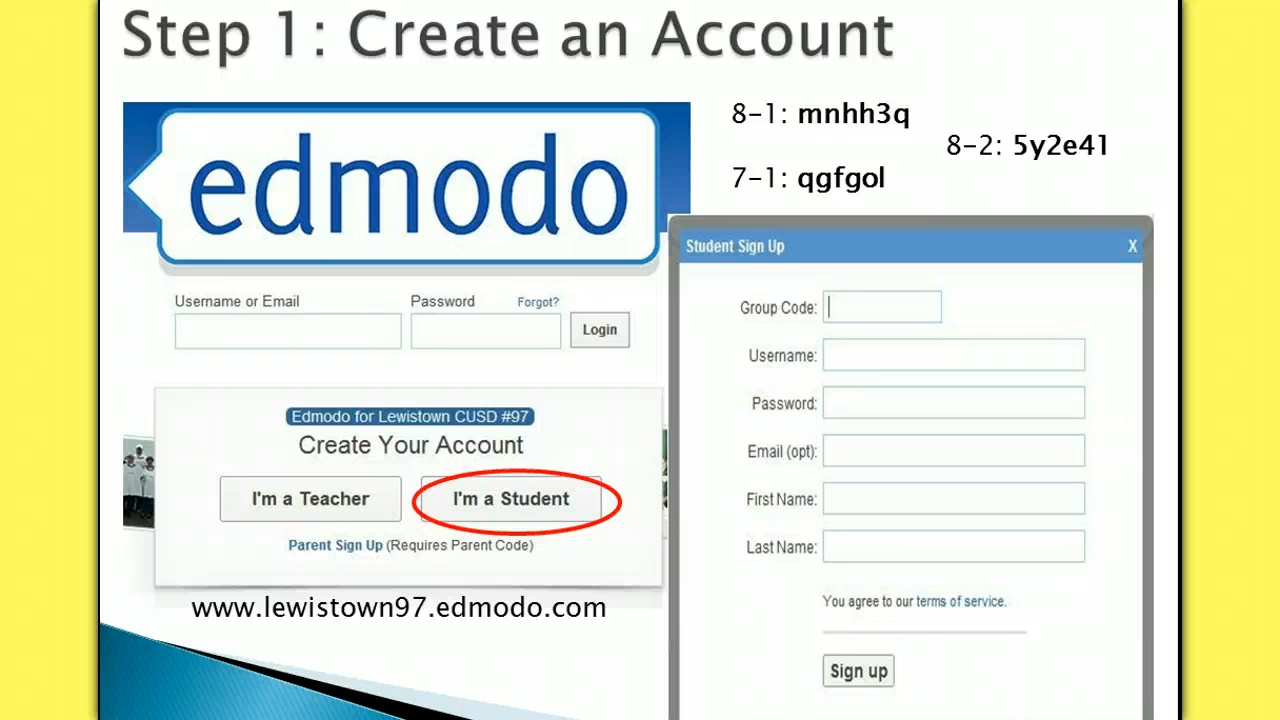 Step 1: Create an Account
8-1: mnhh3q
8-2: 5y2e41
7-1: qgfgol
edmodo
Username or Email
Password
Forgot?
Login
Edmodo for Lewistown CUSD #97
Create Your Account
I'm a Teacher
I'm a Student
Parent Sign Up (Requires Parent Code)
www.lewistown97.edmodo.com
Student Sign Up X
Group Code:
Username:
Password:
Email (opt):
First Name:
Last Name:
You agree to our terms of service.
Sign up